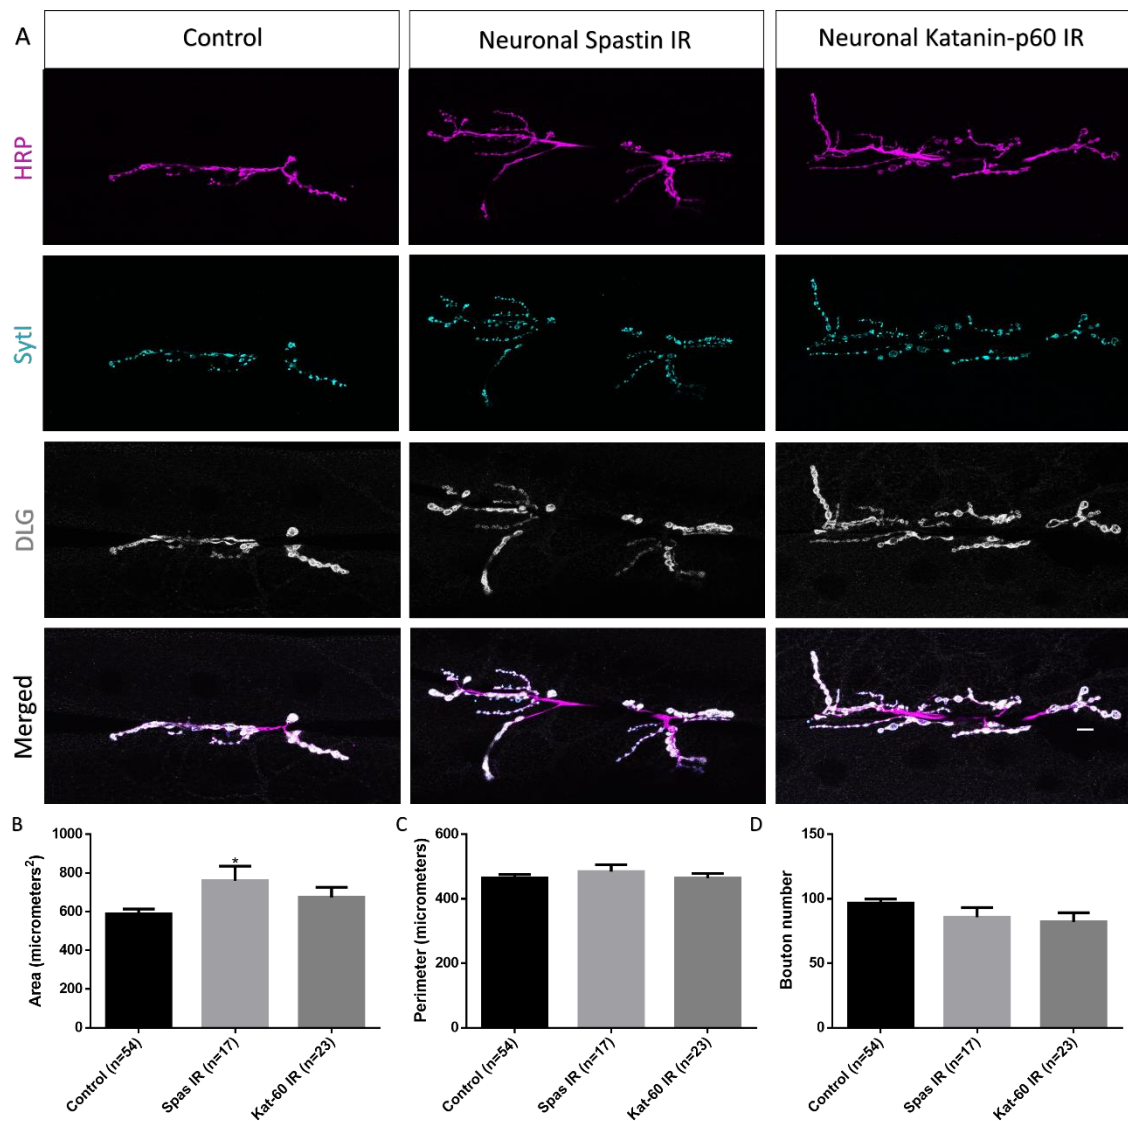 A
Control
Neuronal Spastin IR
Neuronal Katanin-p60 IR
HRP
SytI
DLG
Merged
B
1000
800
600
400
200
0
Area (micrometers²)
*
Control (n=54)
Spas IR (n=17)
Kat-60 IR (n=23)
C
600
400
200
0
Perimeter (micrometers)
Control (n=54)
Spas IR (n=17)
Kat-60 IR (n=23)
D
150
100
50
0
Bouton number
Control (n=54)
Spas IR (n=17)
Kat-60 IR (n=23)